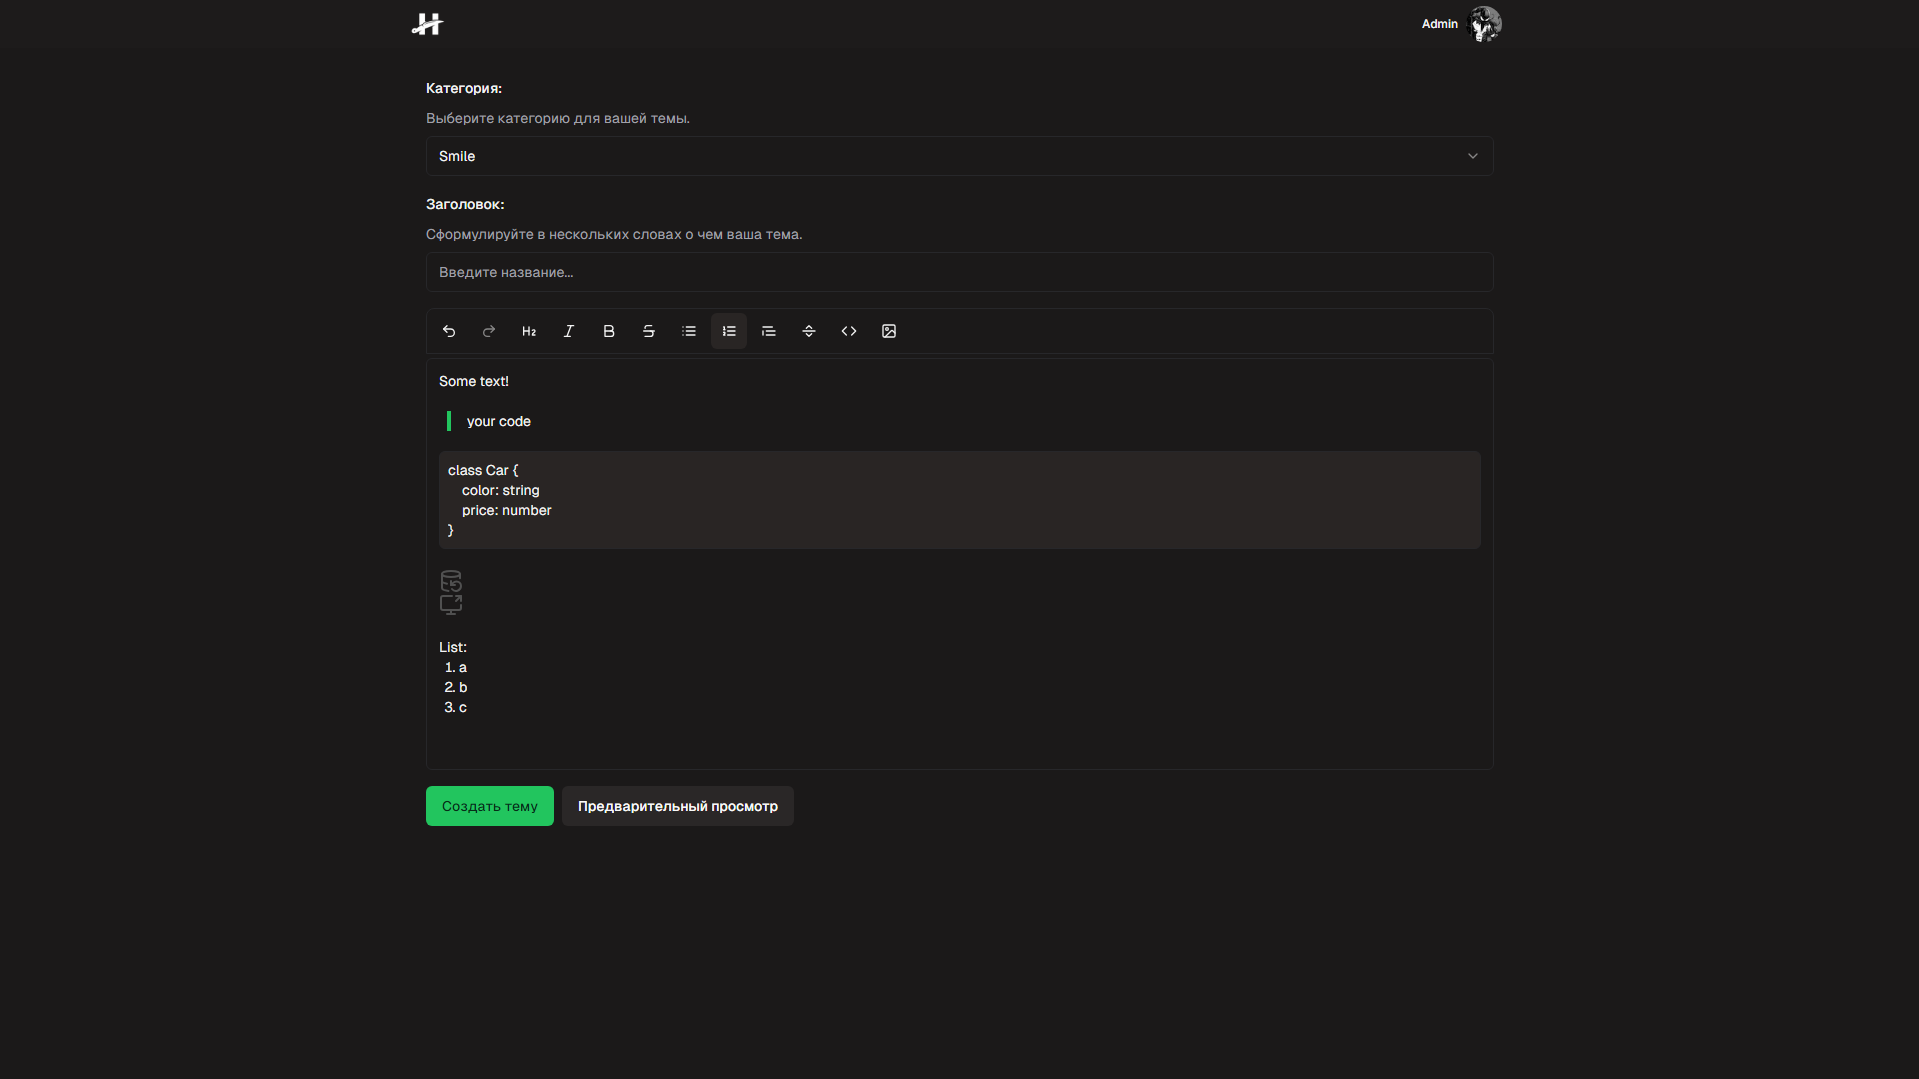 Admin
Категория:
Выберите категорию для вашей темы.
Smile
Заголовок:
Сформулируйте в нескольких словах о чем ваша тема.
Введите название...
H2
Some text!
your code
class Car {
color: string
price: number
}
List:
1. a
2. b
3. c
Создать тему
Предварительный просмотр